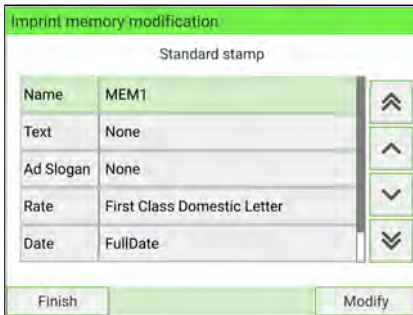 Imprint memory modification
Standard stamp
Name MEM1
Text None
Ad Slogan None
Rate First Class Domestic Letter
Date FullDate
Finish Modify